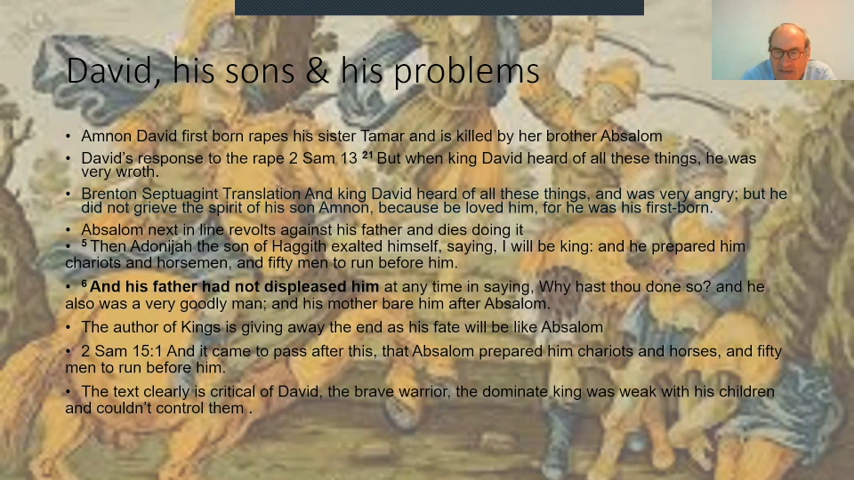 David, his sons & his problems
• Amnon David first born rapes his sister Tamar and is killed by her brother Absalom
• David's response to the rape 2 Sam 13 ²¹ But when king David heard of all these things, he was
very wroth.
• Brenton Septuagint Translation And king David heard of all these things, and was very angry; but he
did not grieve the spirit of his son Amnon, because be loved him, for he was his first-born.
• Absalom next in line revolts against his father and dies doing it
• ⁵ Then Adonijah the son of Haggith exalted himself, saying, I will be king: and he prepared him
chariots and horsemen, and fifty men to run before him.
• ⁶ And his father had not displeased him at any time in saying, Why hast thou done so? and he
also was a very goodly man; and his mother bare him after Absalom.
• The author of Kings is giving away the end as his fate will be like Absalom
• 2 Sam 15:1 And it came to pass after this, that Absalom prepared him chariots and horses, and fifty
men to run before him.
• The text clearly is critical of David, the brave warrior, the dominate king was weak with his children
and couldn't control them .